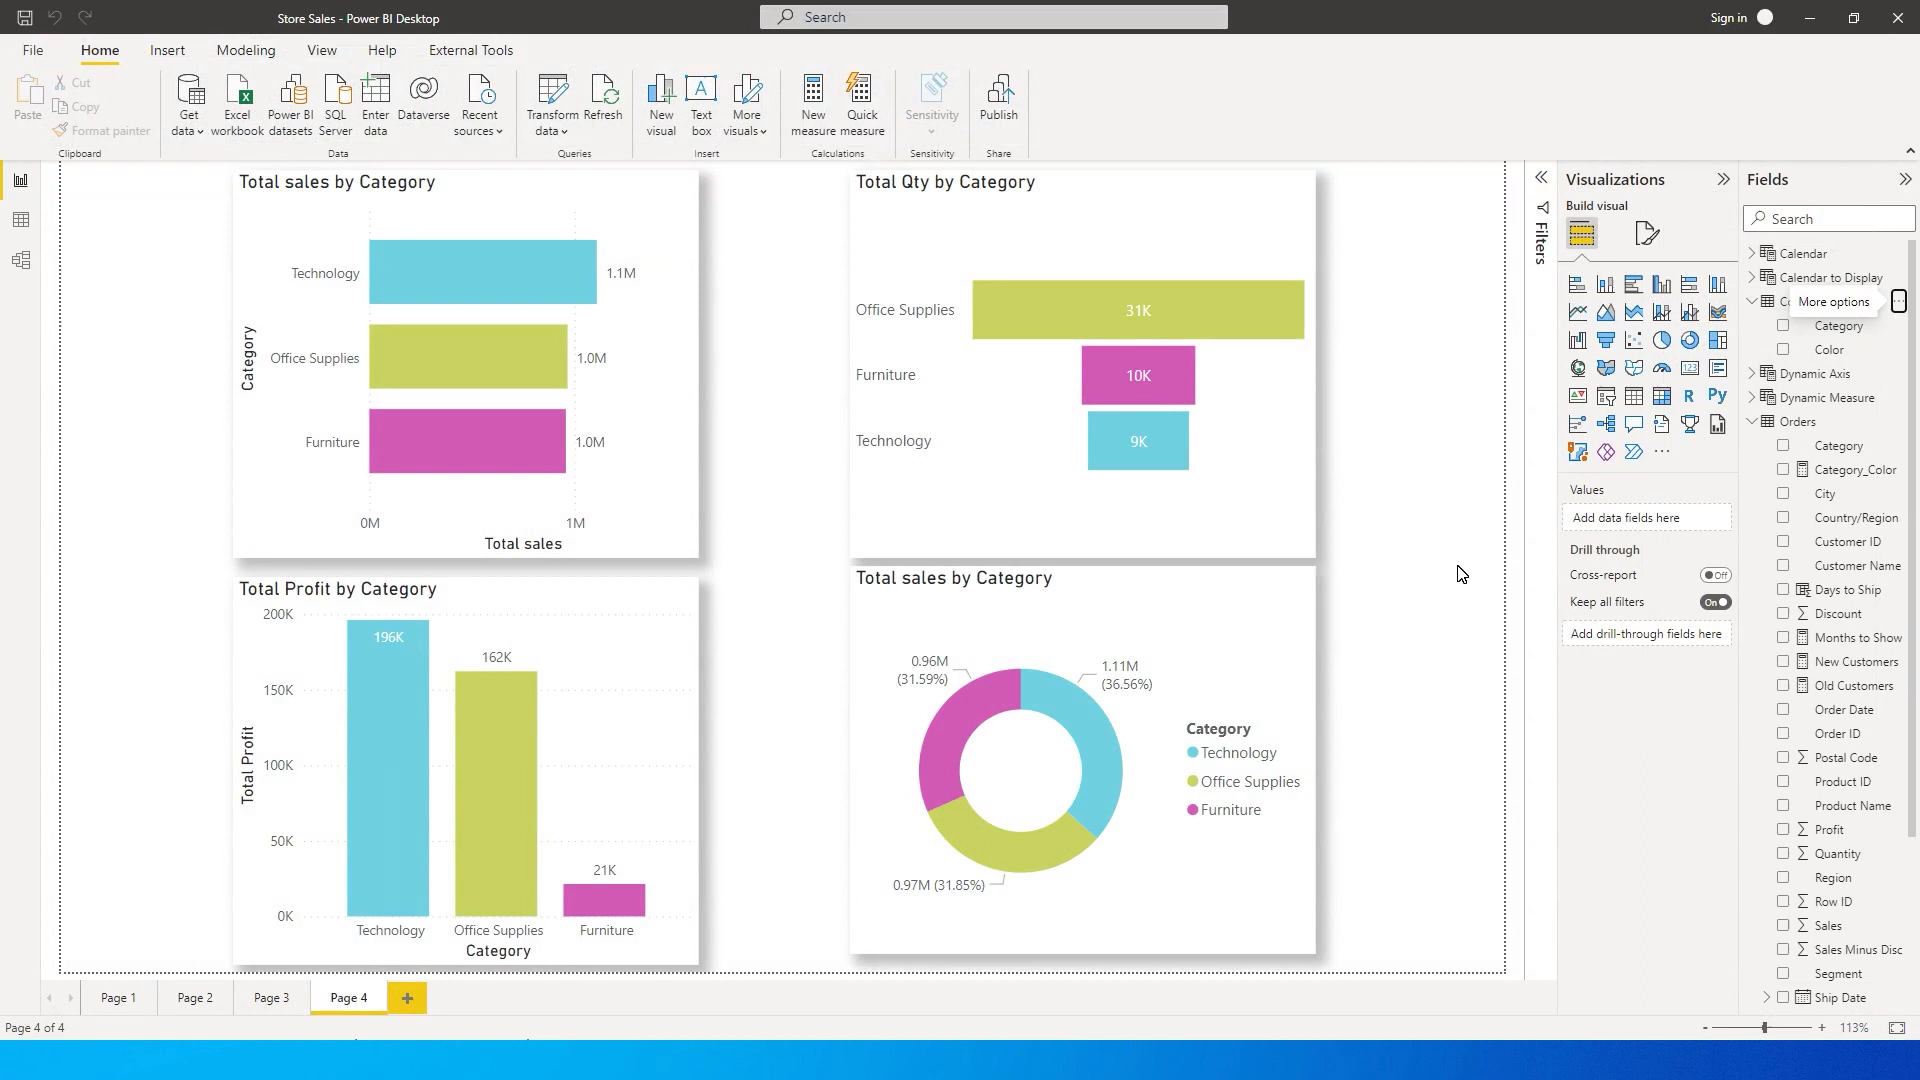 Store Sales - Power BI Desktop
Search
Sign in
File Home Insert Modeling View Help External Tools
Paste
Cut
Copy
Format painter
Clipboard
Get data
Excel workbook
Power BI datasets
SQL Server
Enter data
Dataverse
Recent sources
Data
Transform data
Refresh
Queries
New visual
A
Text box
More visuals
Insert
New measure
Quick measure
Calculations
Sensitivity
Sensitivity
Publish
Share
Total sales by Category
Technology 1.1M
Office Supplies 1.0M
Furniture 1.0M
Category
0M 1M
Total sales
Total Qty by Category
Office Supplies 31K
Furniture 10K
Technology 9K
Total Profit by Category
200K
150K
100K
50K
0K
Total Profit
196K
162K
21K
Technology Office Supplies Furniture
Category
Total sales by Category
0.96M
(31.59%)
1.11M
(36.56%)
0.97M (31.85%)
Category
Technology
Office Supplies
Furniture
Filters
Visualizations
Build visual
123
R Py
Values
Add data fields here
Drill through
Cross-report Off
Keep all filters On
Add drill-through fields here
Fields
Search
Calendar
Calendar to Display
More options
Category
Color
Dynamic Axis
Dynamic Measure
Orders
Category
Category_Color
City
Country/Region
Customer ID
Customer Name
Days to Ship
Discount
Months to Show
New Customers
Old Customers
Order Date
Order ID
Postal Code
Product ID
Product Name
Profit
Quantity
Region
Row ID
Sales
Sales Minus Disc
Segment
Ship Date
Page 1 Page 2 Page 3 Page 4 +
Page 4 of 4
- + 113%